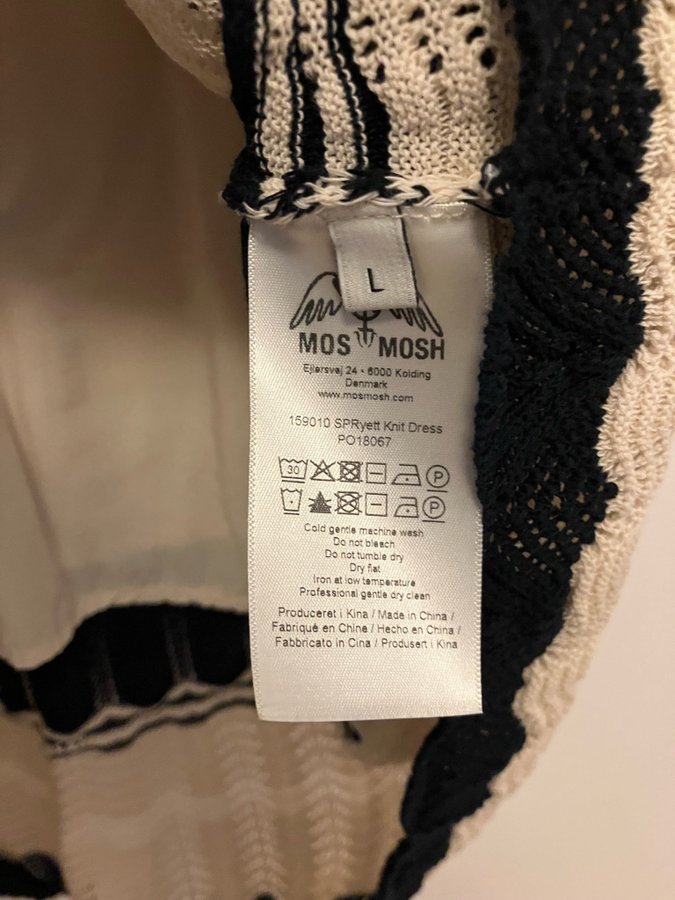 L
MOS MOSH
Ejlersvej 24 • 6000 Kolding
Denmark
www.mosmosh.com
159010 SPRyett Knit Dress
PO18067
30 P
P
Cold gentle machine wash
Do not bleach
Do not tumble dry
Dry flat
Iron at low temperature
Professional gentle dry clean
Produceret i Kina / Made in China /
Fabriqué en Chine / Hecho en China /
Fabbricato in Cina / Produsert i Kina